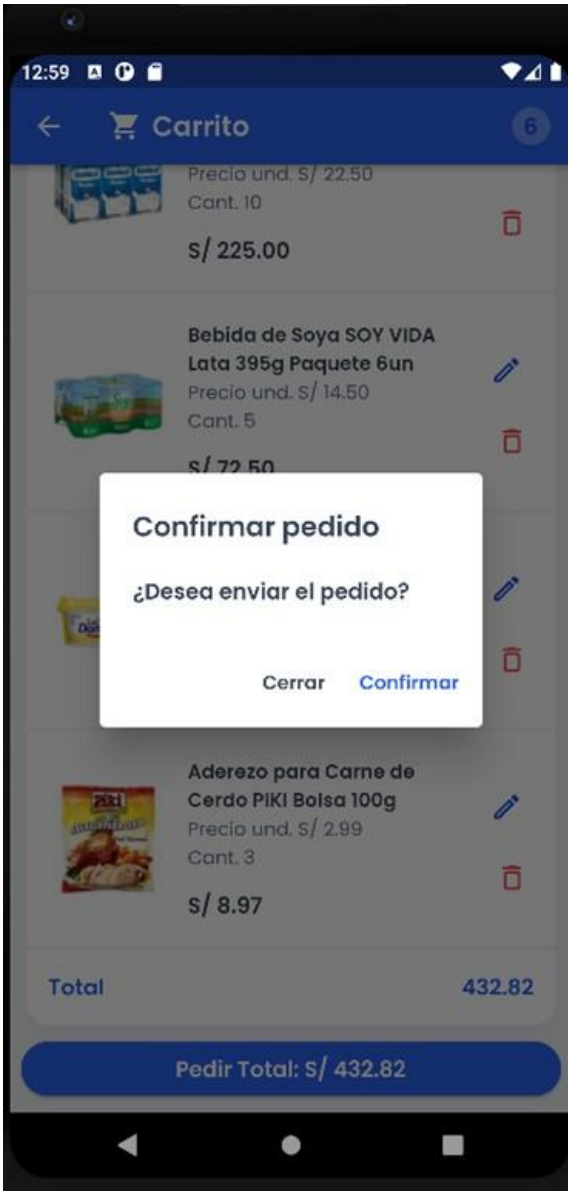 12:59
Carrito
6
Precio und. S/ 22.50
Cant. 10
S/ 225.00
Bebida de Soya SOY VIDA
Lata 395g Paquete 6un
Precio und. S/ 14.50
Cant. 5
S/ 72.50
Confirmar pedido
¿Desea enviar el pedido?
Cerrar
Confirmar
Aderezo para Carne de
Cerdo PIKI Bolsa 100g
Precio und. S/ 2.99
Cant. 3
S/ 8.97
Total
432.82
Pedir Total: S/ 432.82